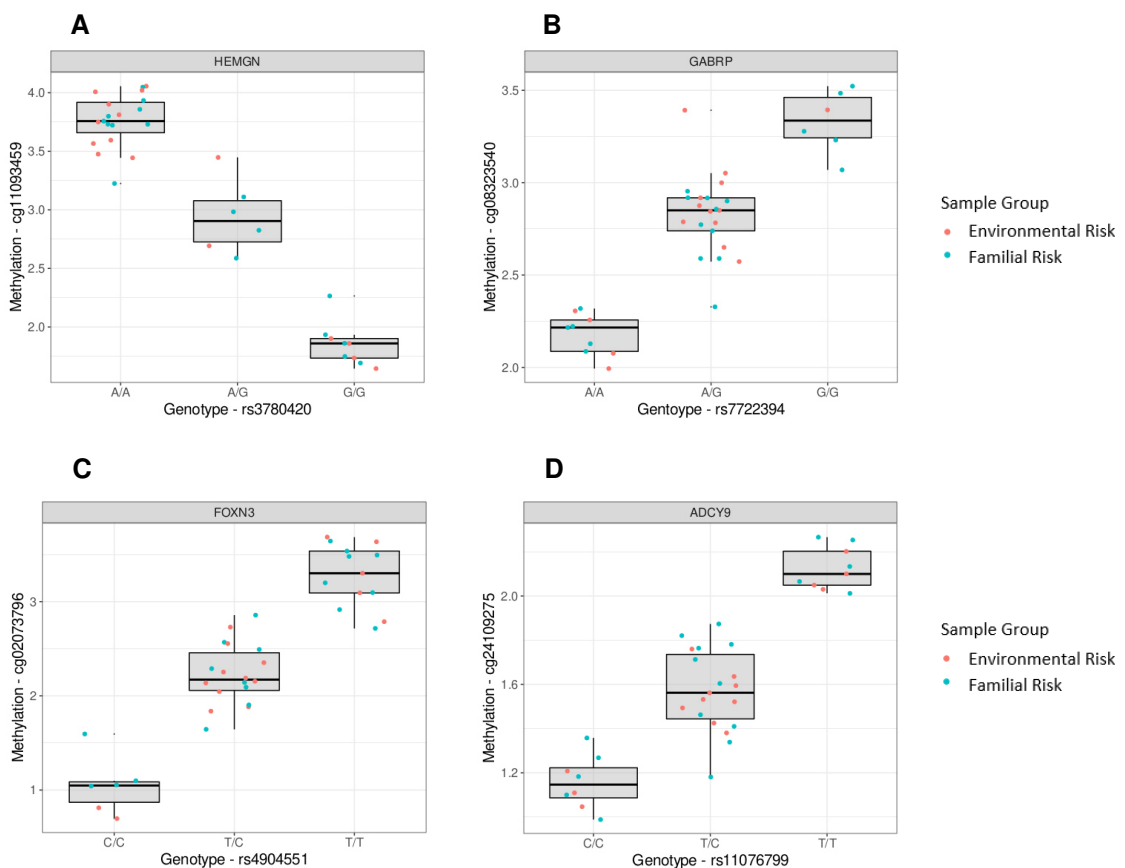 A
HEMGN
4.0
3.5
3.0
2.5
2.0
Methylation - cg11093459
A/A A/G G/G
Genotype - rs3780420
B
GABRP
3.5
3.0
2.5
2.0
Methylation - cg08323540
A/A A/G G/G
Gentoype - rs7722394
Sample Group
Environmental Risk
Familial Risk
C
FOXN3
3
2
1
Methylation - cg02073796
C/C T/C T/T
Genotype - rs4904551
D
ADCY9
2.0
1.6
1.2
Methylation - cg24109275
C/C T/C T/T
Genotype - rs11076799
Sample Group
Environmental Risk
Familial Risk